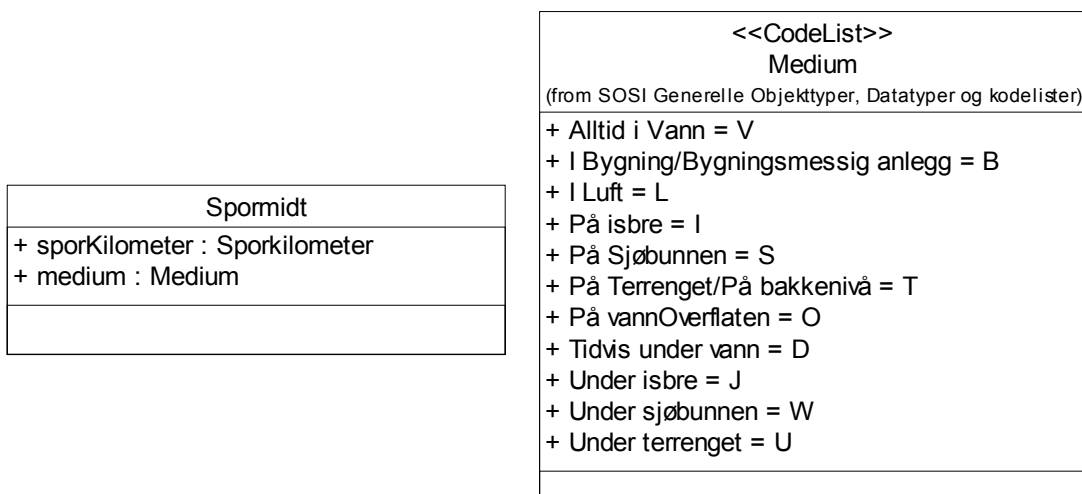 Spormidt
+ sporKilometer : Sporkilometer
+ medium : Medium
<<CodeList>>
Medium
(from SOSI Generelle Objekttyper, Datatyper og kodelister)
+ Alltid i Vann = V
+ I Bygning/Bygningsmessig anlegg = B
+ I Luft = L
+ På isbre = I
+ På Sjøbunnen = S
+ På Terrenget/På bakkenivå = T
+ På vannOverflaten = O
+ Tidvis under vann = D
+ Under isbre = J
+ Under sjøbunnen = W
+ Under terrenget = U